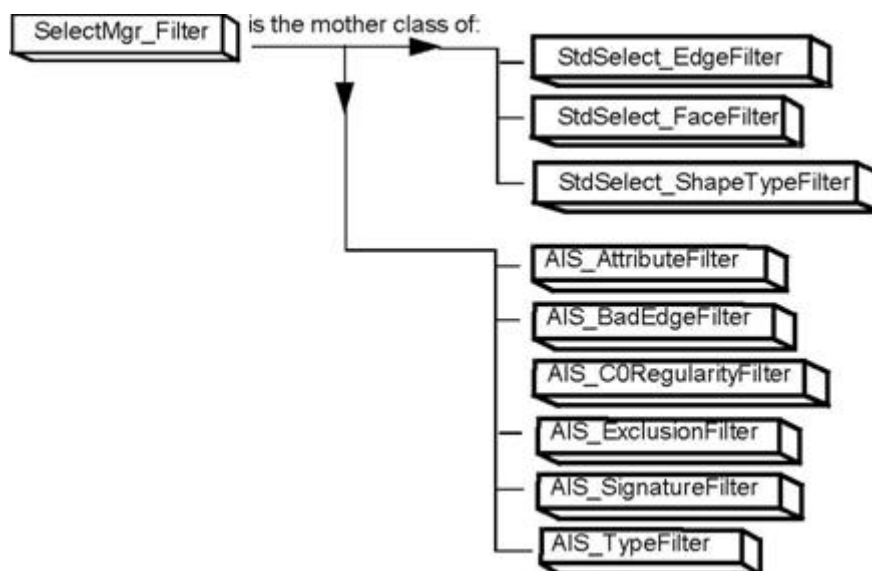 SelectMgr_Filter
is the mother class of:
StdSelect_EdgeFilter
StdSelect_FaceFilter
StdSelect_ShapeTypeFilter
AIS_AttributeFilter
AIS_BadEdgeFilter
AIS_C0RegularityFilter
AIS_ExclusionFilter
AIS_SignatureFilter
AIS_TypeFilter